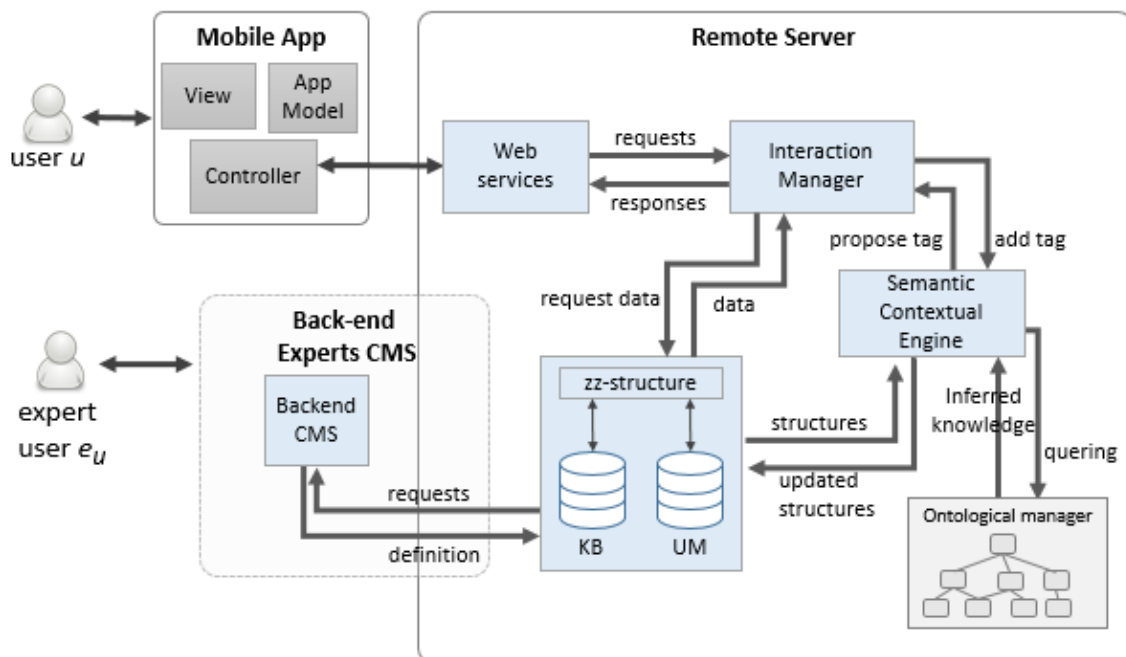 Mobile App
View
App
Model
Controller
user u
Remote Server
Web
services
requests
responses
Interaction
Manager
propose tag
add tag
request data
data
Semantic
Contextual
Engine
Back-end
Experts CMS
Backend
CMS
expert
user eu
requests
definition
zz-structure
KB
UM
structures
updated
structures
Inferred
knowledge
quering
Ontological manager